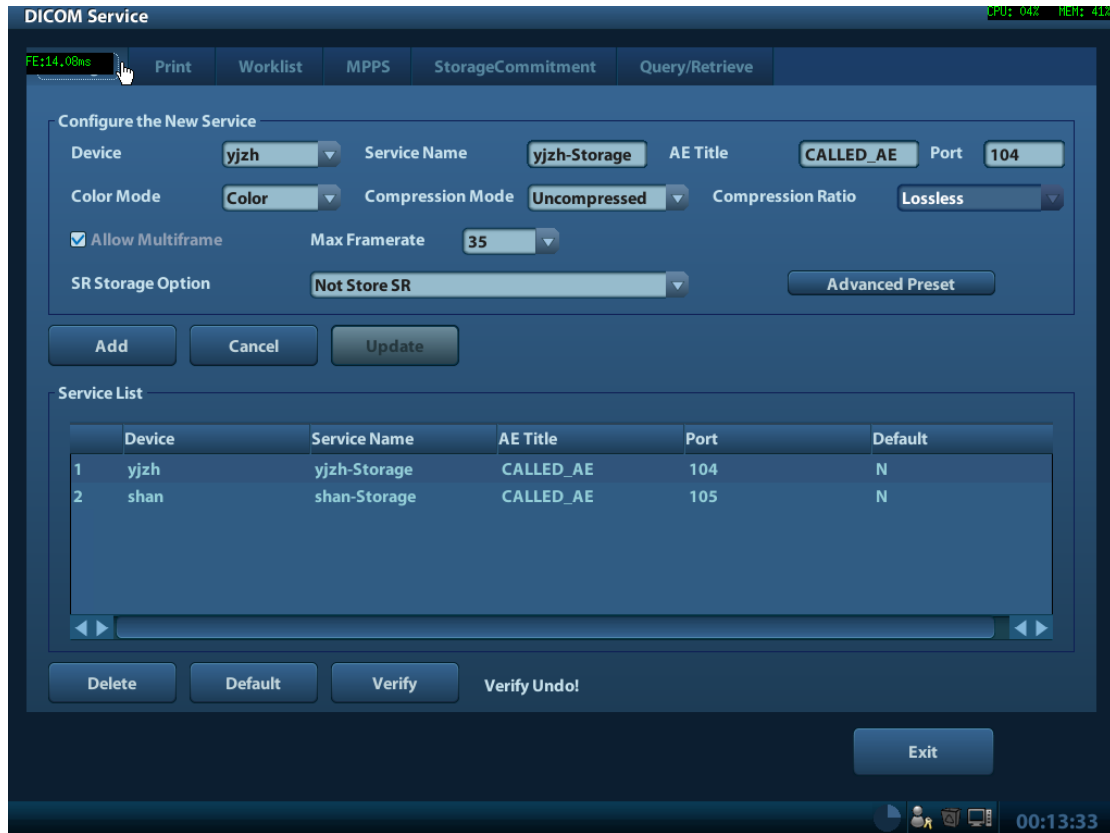 DICOM Service
CPU: 04% MEM: 41%
FE:14.08ms Print Worklist MPPS StorageCommitment Query/Retrieve
Configure the New Service
Device yjzh Service Name yjzh-Storage AE Title CALLED_AE Port 104
Color Mode Color Compression Mode Uncompressed Compression Ratio Lossless
Allow Multiframe Max Framerate 35
SR Storage Option Not Store SR Advanced Preset
Add Cancel Update
Service List
Device Service Name AE Title Port Default
1 yjzh yjzh-Storage CALLED_AE 104 N
2 shan shan-Storage CALLED_AE 105 N
Delete Default Verify Verify Undo!
Exit
00:13:33